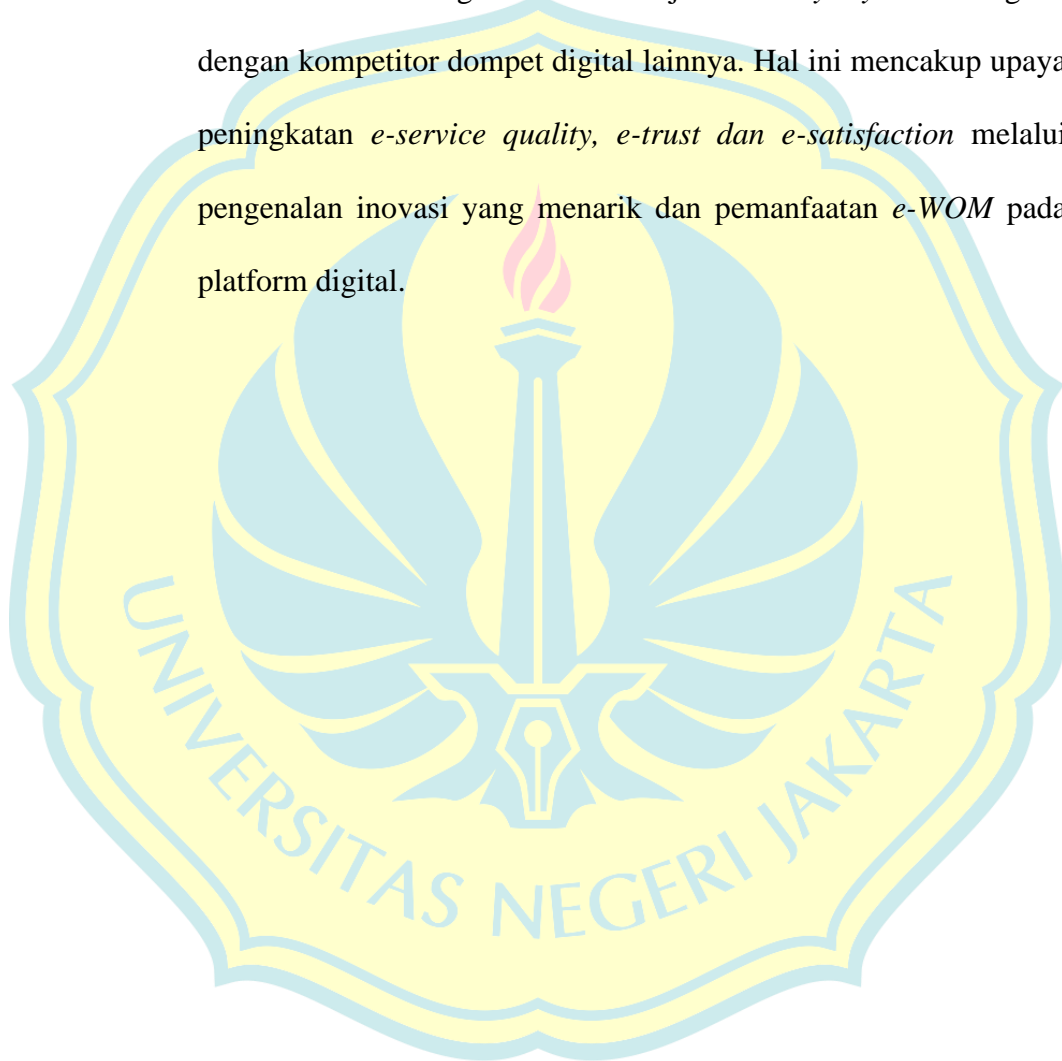 dengan kompetitor dompet digital lainnya. Hal ini mencakup upaya
peningkatan e-service quality, e-trust dan e-satisfaction melalui
pengenalan inovasi yang menarik dan pemanfaatan e-WOM pada
platform digital.
UNIVERSITAS NEGERI JAKARTA